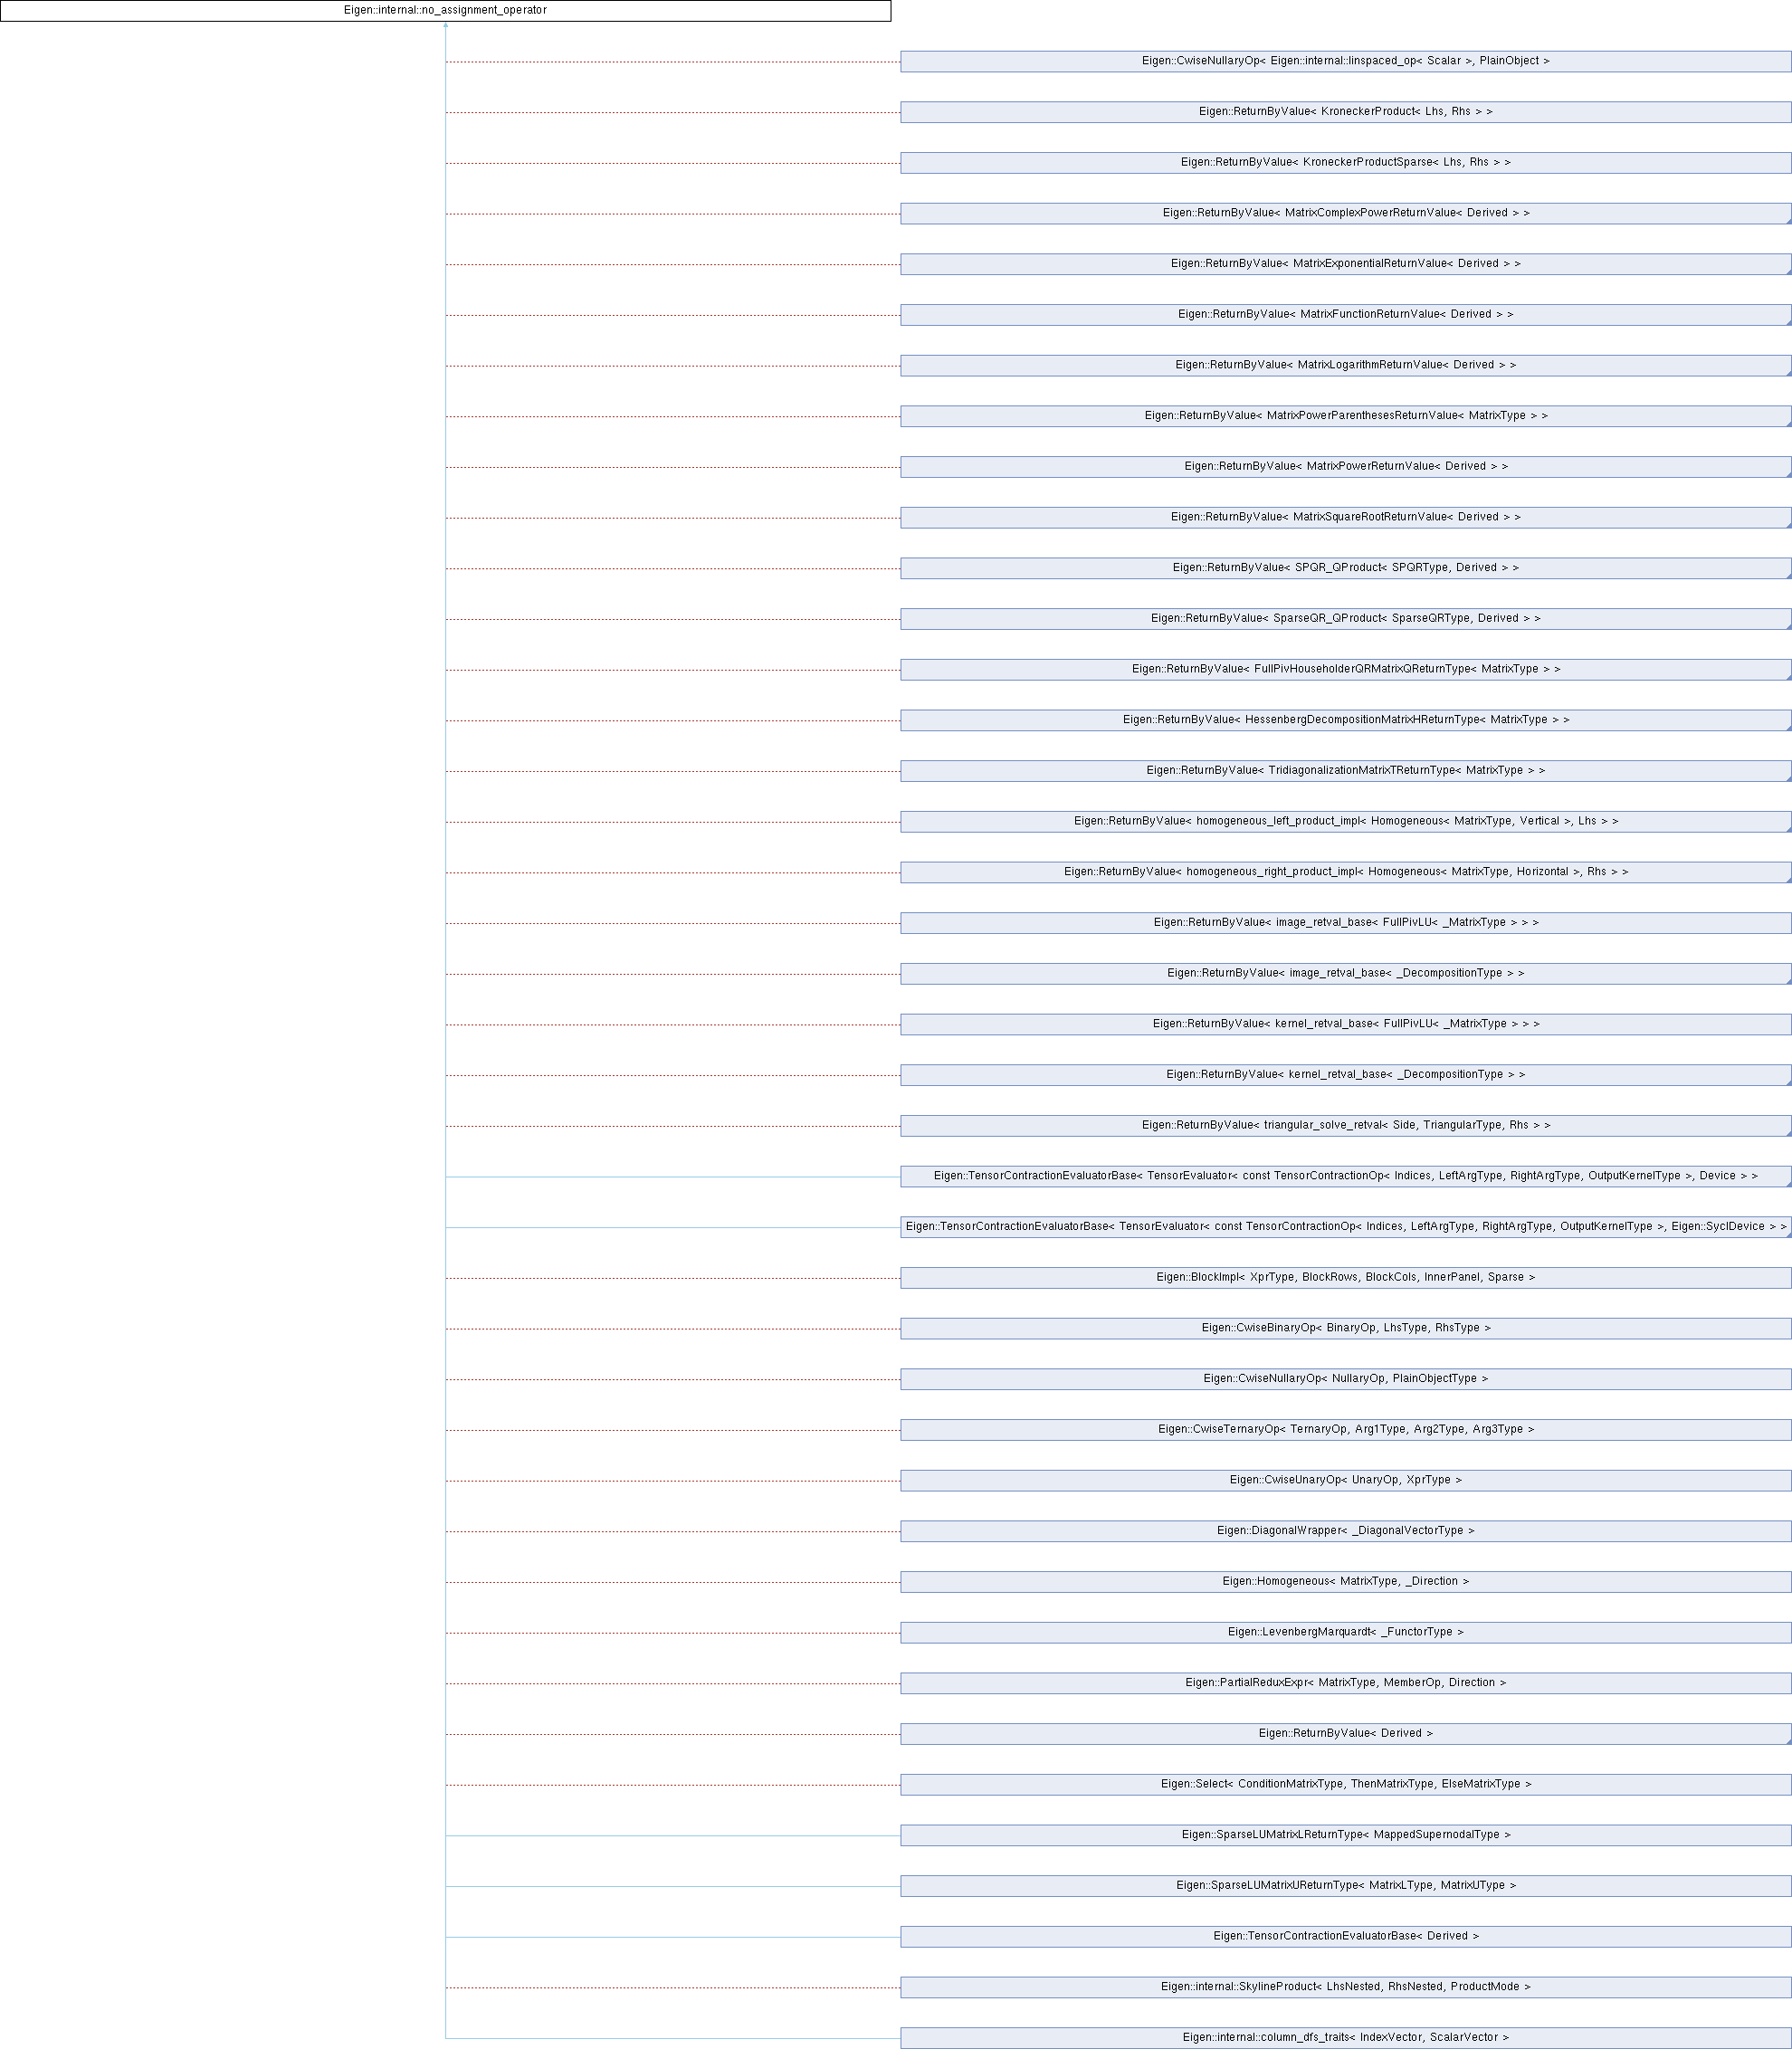 Eigen::internal::no_assignment_operator
Eigen::CwiseNullaryOp< Eigen::internal::linspaced_op< Scalar >, PlainObject >
Eigen::ReturnByValue< KroneckerProduct< Lhs, Rhs > >
Eigen::ReturnByValue< KroneckerProductSparse< Lhs, Rhs > >
Eigen::ReturnByValue< MatrixComplexPowerReturnValue< Derived > >
Eigen::ReturnByValue< MatrixExponentialReturnValue< Derived > >
Eigen::ReturnByValue< MatrixFunctionReturnValue< Derived > >
Eigen::ReturnByValue< MatrixLogarithmReturnValue< Derived > >
Eigen::ReturnByValue< MatrixPowerParenthesesReturnValue< MatrixType > >
Eigen::ReturnByValue< MatrixPowerReturnValue< Derived > >
Eigen::ReturnByValue< MatrixSquareRootReturnValue< Derived > >
Eigen::ReturnByValue< SPQR_QProduct< SPQRType, Derived > >
Eigen::ReturnByValue< SparseQR_QProduct< SparseQRType, Derived > >
Eigen::ReturnByValue< FullPivHouseholderQRMatrixQReturnType< MatrixType > >
Eigen::ReturnByValue< HessenbergDecompositionMatrixHReturnType< MatrixType > >
Eigen::ReturnByValue< TridiagonalizationMatrixTReturnType< MatrixType > >
Eigen::ReturnByValue< homogeneous_left_product_impl< Homogeneous< MatrixType, Vertical >, Lhs > >
Eigen::ReturnByValue< homogeneous_right_product_impl< Homogeneous< MatrixType, Horizontal >, Rhs > >
Eigen::ReturnByValue< image_retval_base< FullPivLU< _MatrixType > > >
Eigen::ReturnByValue< image_retval_base< _DecompositionType > >
Eigen::ReturnByValue< kernel_retval_base< FullPivLU< _MatrixType > > >
Eigen::ReturnByValue< kernel_retval_base< _DecompositionType > >
Eigen::ReturnByValue< triangular_solve_retval< Side, TriangularType, Rhs > >
Eigen::TensorContractionEvaluatorBase< TensorEvaluator< const TensorContractionOp< Indices, LeftArgType, RightArgType, OutputKernelType >, Device > >
Eigen::TensorContractionEvaluatorBase< TensorEvaluator< const TensorContractionOp< Indices, LeftArgType, RightArgType, OutputKernelType >, Eigen::SyclDevice > >
Eigen::BlockImpl< XprType, BlockRows, BlockCols, InnerPanel, Sparse >
Eigen::CwiseBinaryOp< BinaryOp, LhsType, RhsType >
Eigen::CwiseNullaryOp< NullaryOp, PlainObjectType >
Eigen::CwiseTernaryOp< TernaryOp, Arg1Type, Arg2Type, Arg3Type >
Eigen::CwiseUnaryOp< UnaryOp, XprType >
Eigen::DiagonalWrapper< _DiagonalVectorType >
Eigen::Homogeneous< MatrixType, _Direction >
Eigen::LevenbergMarquardt< _FunctorType >
Eigen::PartialReduxExpr< MatrixType, MemberOp, Direction >
Eigen::ReturnByValue< Derived >
Eigen::Select< ConditionMatrixType, ThenMatrixType, ElseMatrixType >
Eigen::SparseLUMatrixLReturnType< MappedSupernodalType >
Eigen::SparseLUMatrixUReturnType< MatrixLType, MatrixUType >
Eigen::TensorContractionEvaluatorBase< Derived >
Eigen::internal::SkylineProduct< LhsNested, RhsNested, ProductMode >
Eigen::internal::column_dfs_traits< IndexVector, ScalarVector >